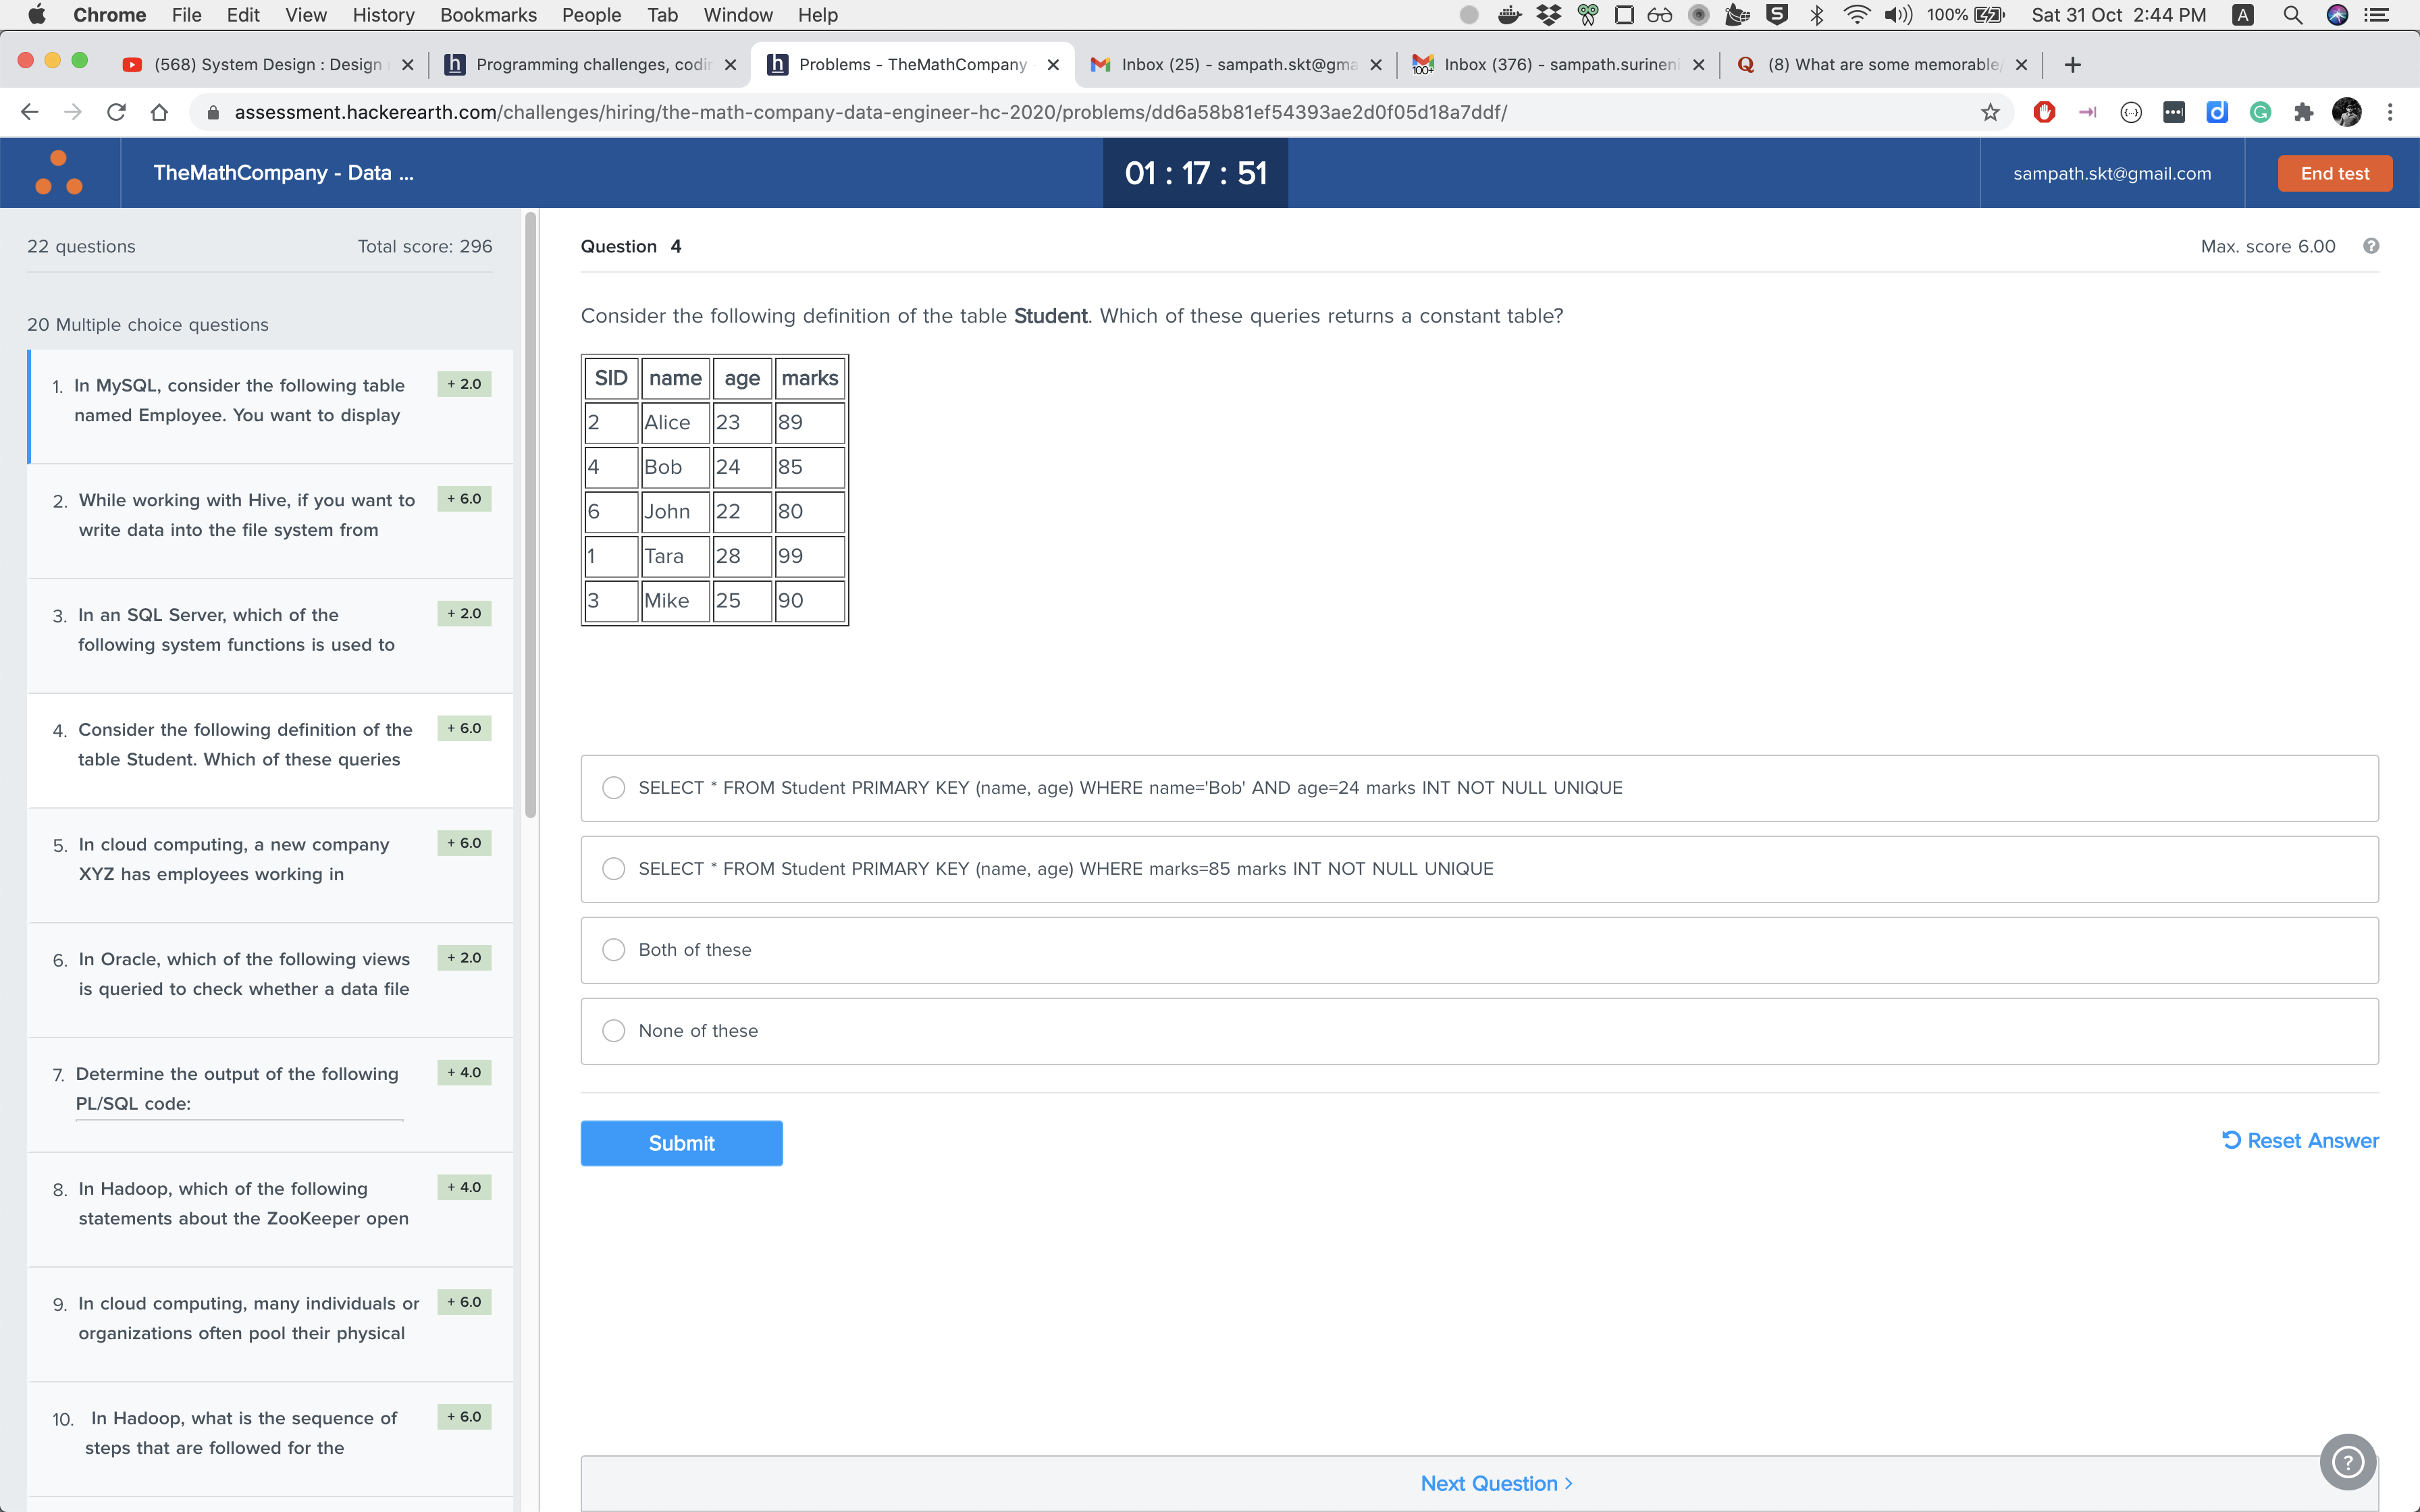 Chrome File Edit View History Bookmarks People Tab Window Help 100% Sat 31 Oct 2:44 PM A
(568) System Design : Design
Programming challenges, codin
Problems - TheMathCompany
Inbox (25) - sampath.skt@gma
100+
Inbox (376) - sampath.surineni
(8) What are some memorable/
assessment.hackerearth.com/challenges/hiring/the-math-company-data-engineer-hc-2020/problems/dd6a58b81ef54393ae2d0f05d18a7ddf/
TheMathCompany - Data ...
01 : 17 : 51
sampath.skt@gmail.com
End test
22 questions Total score: 296
20 Multiple choice questions
1. In MySQL, consider the following table + 2.0
named Employee. You want to display
2. While working with Hive, if you want to + 6.0
write data into the file system from
3. In an SQL Server, which of the + 2.0
following system functions is used to
4. Consider the following definition of the + 6.0
table Student. Which of these queries
5. In cloud computing, a new company + 6.0
XYZ has employees working in
6. In Oracle, which of the following views + 2.0
is queried to check whether a data file
7. Determine the output of the following + 4.0
PL/SQL code:
8. In Hadoop, which of the following + 4.0
statements about the ZooKeeper open
9. In cloud computing, many individuals or + 6.0
organizations often pool their physical
10. In Hadoop, what is the sequence of + 6.0
steps that are followed for the
Question 4 Max. score 6.00 ?
Consider the following definition of the table Student. Which of these queries returns a constant table?
SID name age marks
2 Alice 23 89
4 Bob 24 85
6 John 22 80
1 Tara 28 99
3 Mike 25 90
SELECT * FROM Student PRIMARY KEY (name, age) WHERE name='Bob' AND age=24 marks INT NOT NULL UNIQUE
SELECT * FROM Student PRIMARY KEY (name, age) WHERE marks=85 marks INT NOT NULL UNIQUE
Both of these
None of these
Submit
Reset Answer
Next Question >
?